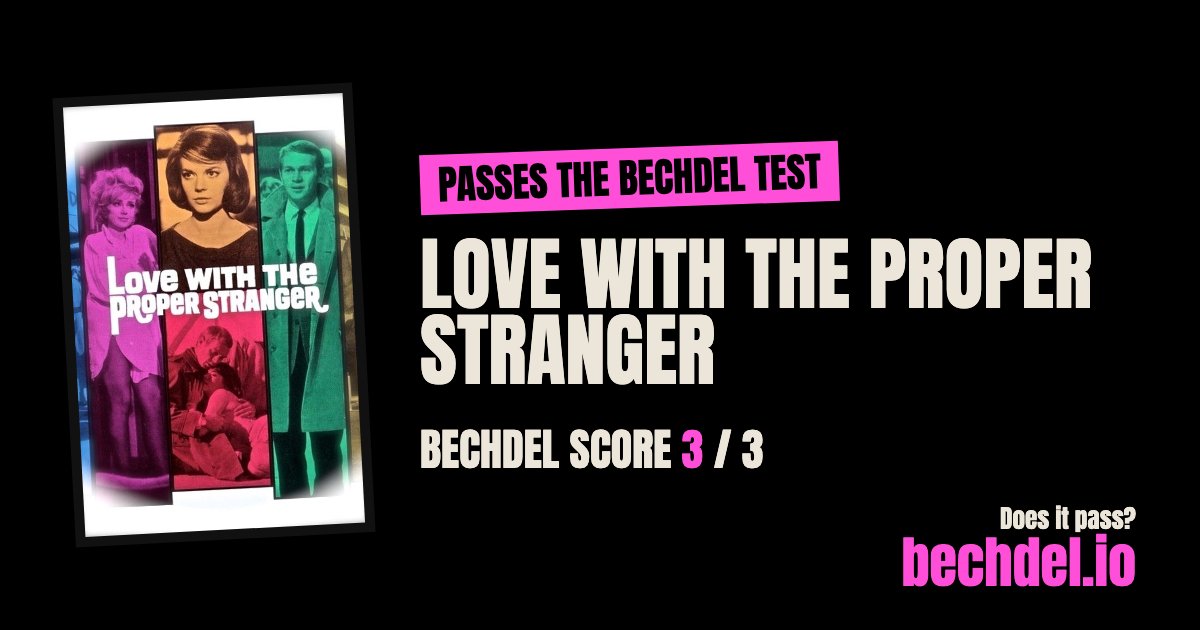 LOVE WITH THE
PROPER STRANGER
PASSES THE BECHDEL TEST
LOVE WITH THE PROPER
STRANGER
BECHDEL SCORE 3 / 3
Does it pass?
bechdel.io